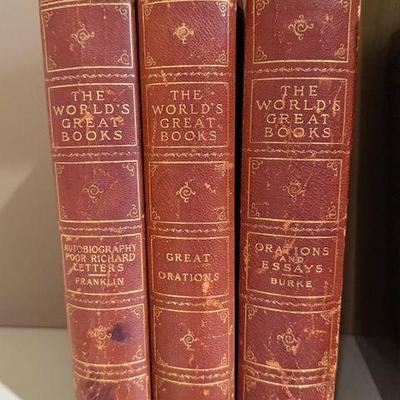 THE
WORLD'S
GREAT
BOOKS
AUTOBIOGRAPHY
POOR RICHARD
LETTERS
FRANKLIN
THE
WORLD'S
GREAT
BOOKS
GREAT
ORATIONS
THE
WORLD'S
GREAT
BOOKS
ORATIONS
AND
ESSAYS
BURKE